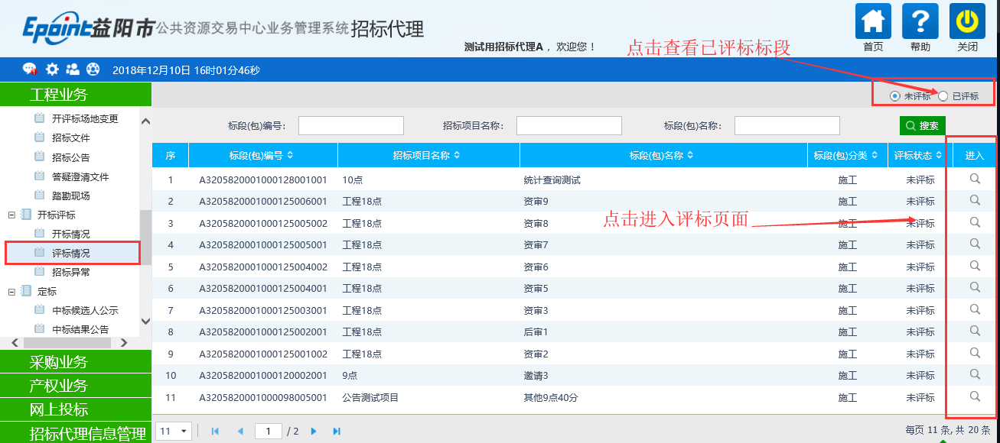 Epoint益阳市公共资源交易中心业务管理系统 招标代理
测试用招标代理A ，欢迎您！
首页
帮助
关闭
点击查看已评标标段
2018年12月10日 16时01分46秒
工程业务
未评标 已评标
开评标场地变更
招标文件
招标公告
答疑澄清文件
踏勘现场
开标评标
开标情况
评标情况
招标异常
定标
中标候选人公示
中标结果公告
采购业务
产权业务
网上投标
招标代理信息管理
标段(包)编号: 招标项目名称: 标段(包)名称: 搜索
序 标段(包)编号 招标项目名称 标段(包)名称 标段(包)分类 评标状态 进入
1 A3205820001000128001001 10点 统计查询测试 施工 未评标
2 A3205820001000125006001 工程18点 资审9 施工 未评标
3 A3205820001000125005002 工程18点 资审8 施工 未评标
点击进入评标页面
4 A3205820001000125005001 工程18点 资审7 施工 未评标
5 A3205820001000125004002 工程18点 资审6 施工 未评标
6 A3205820001000125004001 工程18点 资审5 施工 未评标
7 A3205820001000125003001 工程18点 资审3 施工 未评标
8 A3205820001000125002001 工程18点 后审1 施工 未评标
9 A3205820001000125001002 工程18点 资审2 施工 未评标
10 A3205820001000120002001 9点 邀请3 施工 未评标
11 A3205820001000098005001 公告测试项目 其他9点40分 施工 未评标
11 1 / 2 每页 11 条, 共 20 条